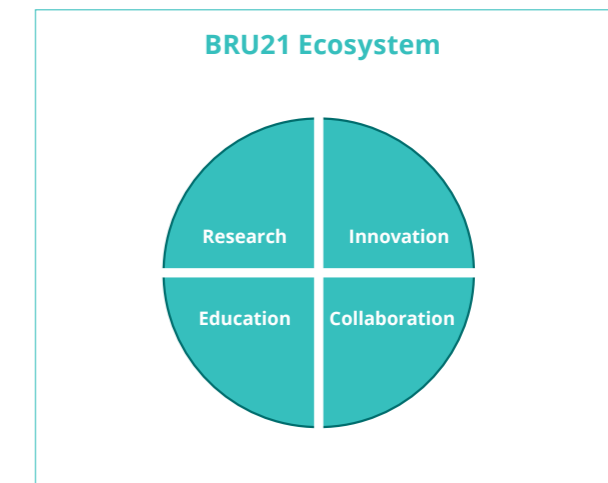 BRU21 Ecosystem
Research
Innovation
Education
Collaboration